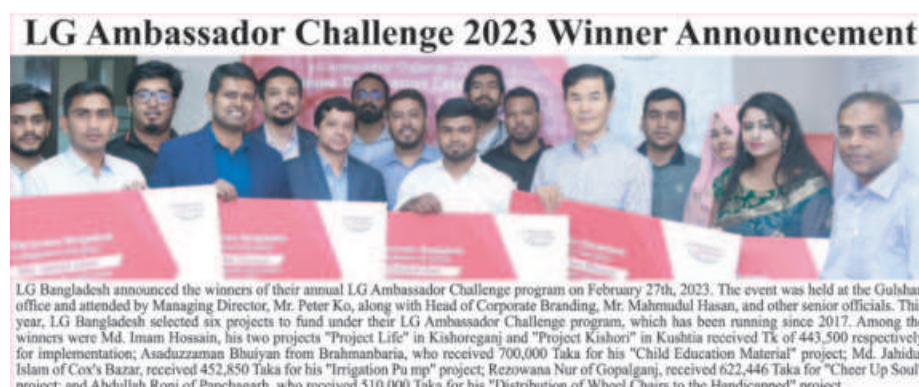 LG Ambassador Challenge 2023 Winner Announcement
LG Bangladesh announced the winners of their annual LG Ambassador Challenge program on February 27th, 2023. The event was held at the Gulshan
office and attended by Managing Director, Mr. Peter Ko, along with Head of Corporate Branding, Mr. Mahmudul Hasan, and other senior officials. This
year, LG Bangladesh selected six projects to fund under their LG Ambassador Challenge program, which has been running since 2017. Among the
winners were Md. Imam Hossain, his two projects "Project Life" in Kishoreganj and "Project Kishori" in Kushtia received Tk of 443,500 respectively
for implementation; Asaduzzaman Bhuiyan from Brahmanbaria, who received 700,000 Taka for his "Child Education Material" project; Md. Jahidul
Islam of Cox's Bazar, received 452,850 Taka for his "Irrigation Pu mp" project; Rezowana Nur of Gopalganj, received 622,446 Taka for "Cheer Up Soul"
project; and Abdullah Roni of Panchagarh, who received 510,000 Taka for his "Distribution of Wheel Chairs to the Handicapped" project.